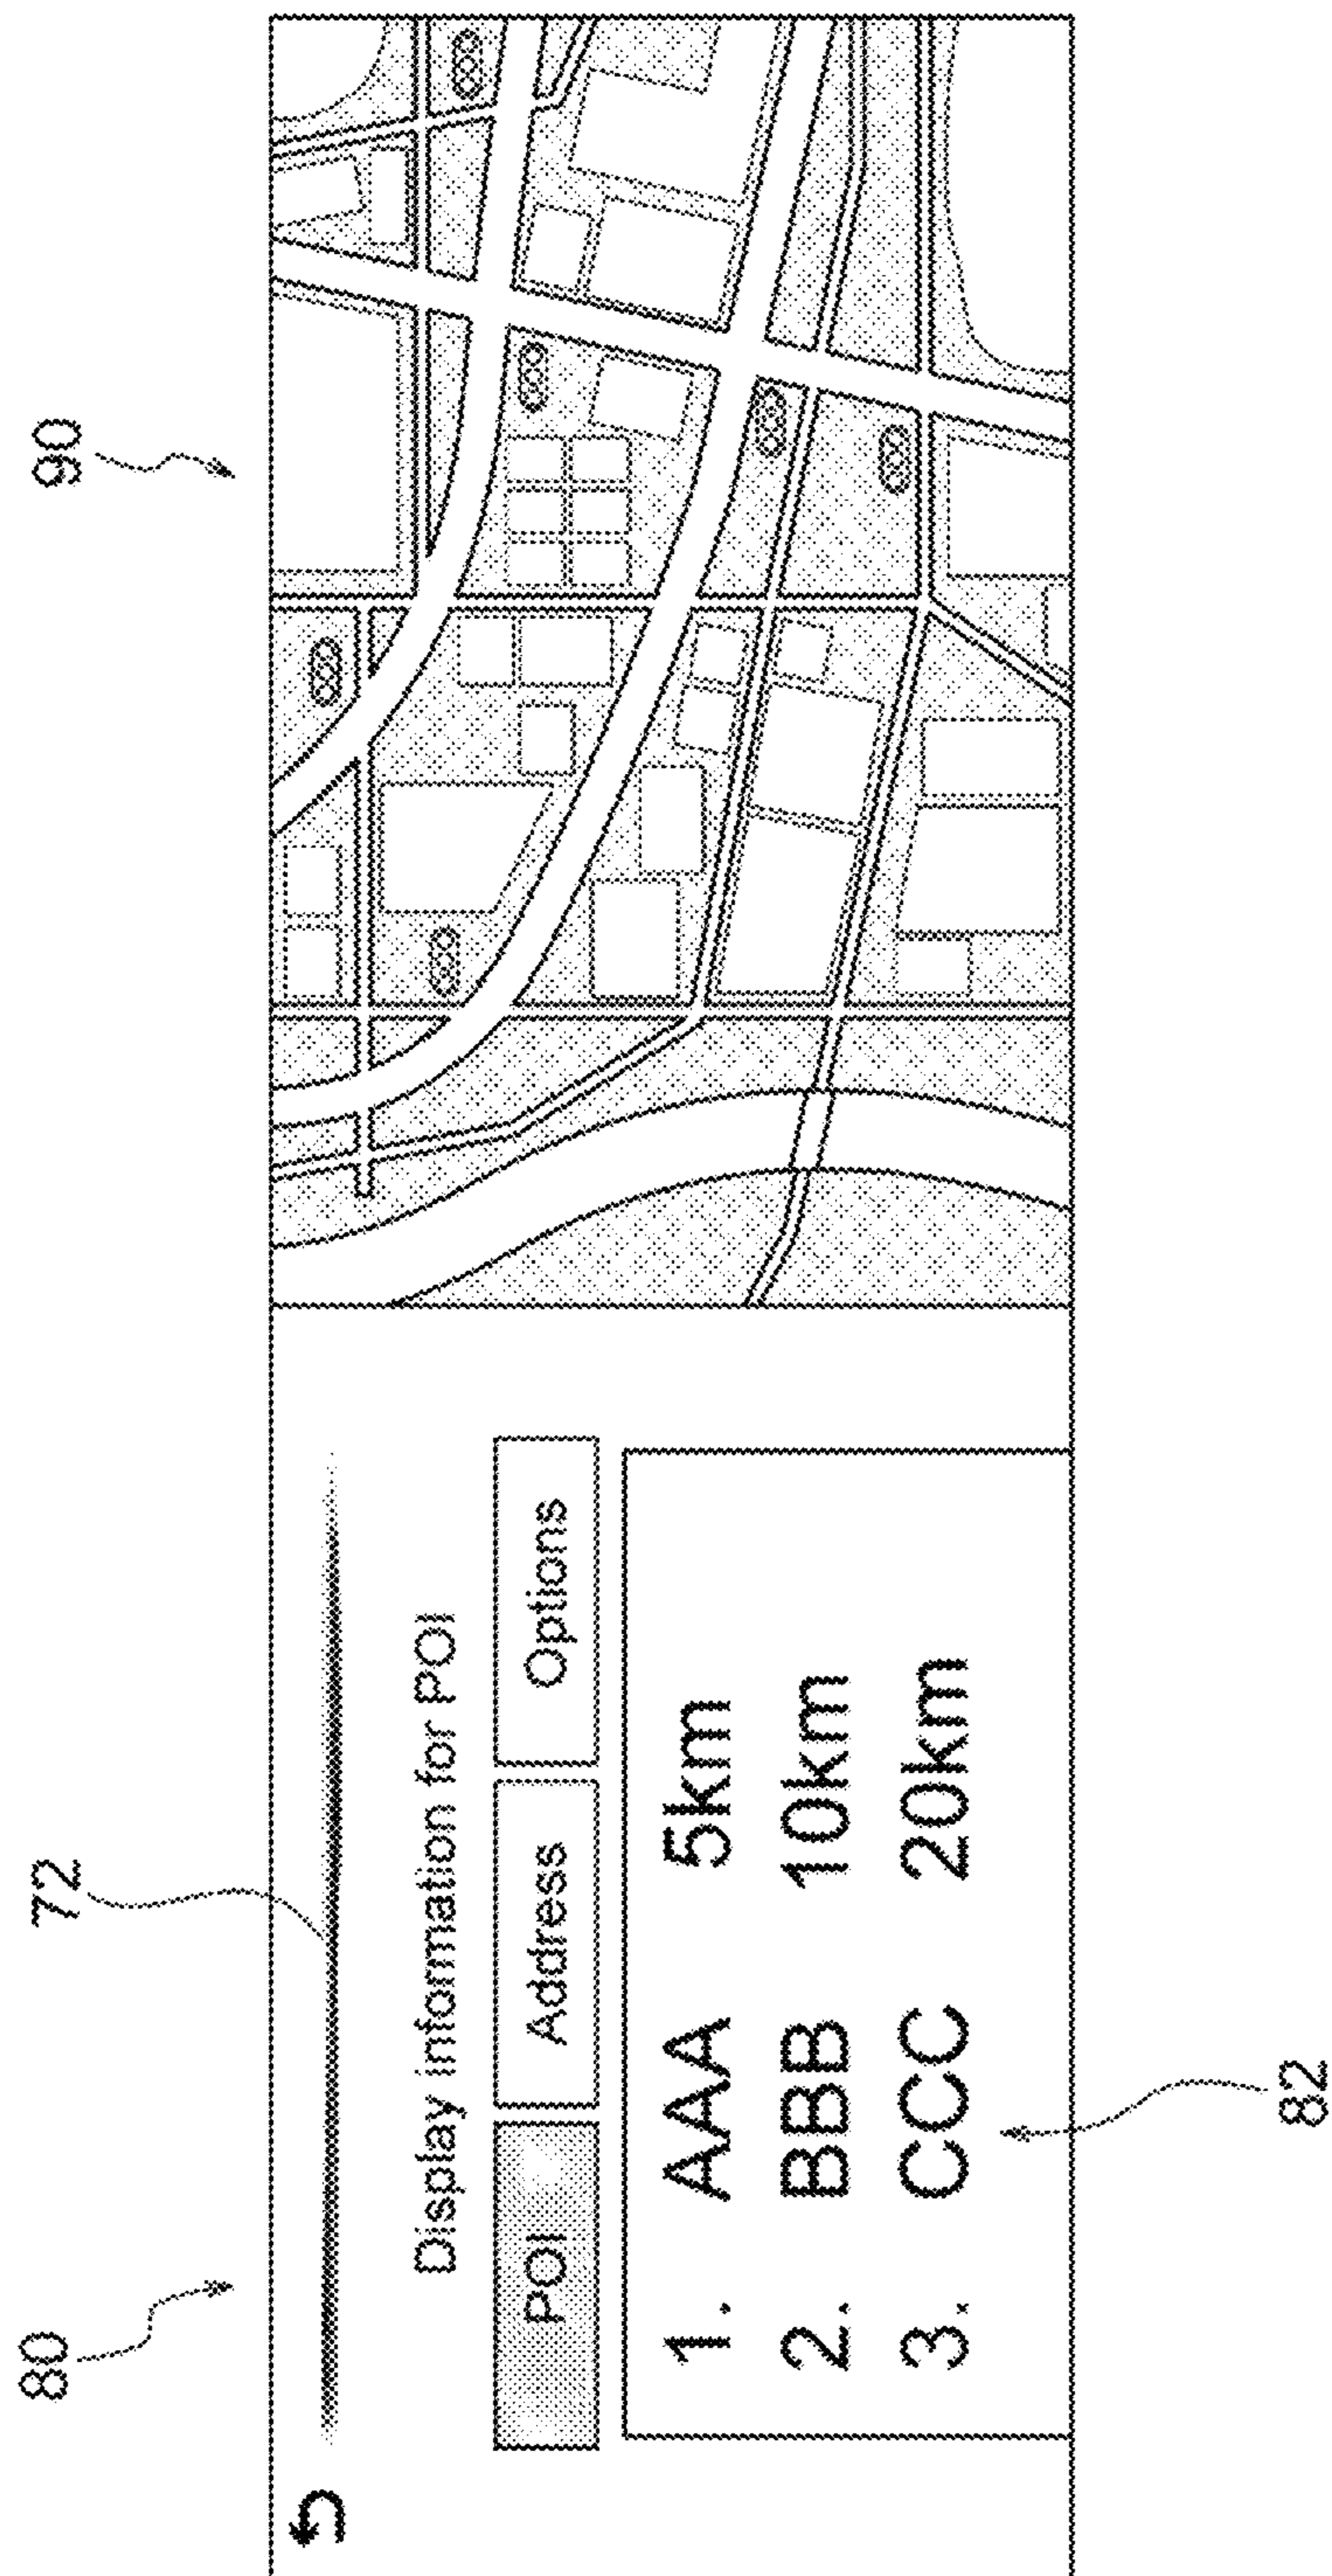 80 72 90
Display information for POI
POI Address Options
1. AAA 5km
2. BBB 10km
3. CCC 20km
82